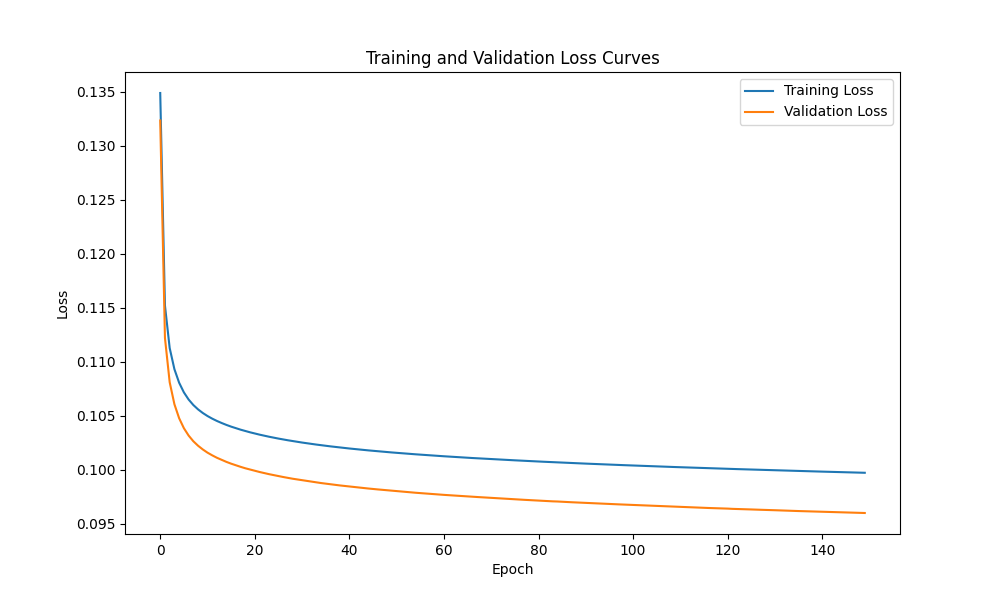 Training and Validation Loss Curves
Training Loss
Validation Loss
0.135
0.130
0.125
0.120
0.115
0.110
0.105
0.100
0.095
Loss
0 20 40 60 80 100 120 140
Epoch